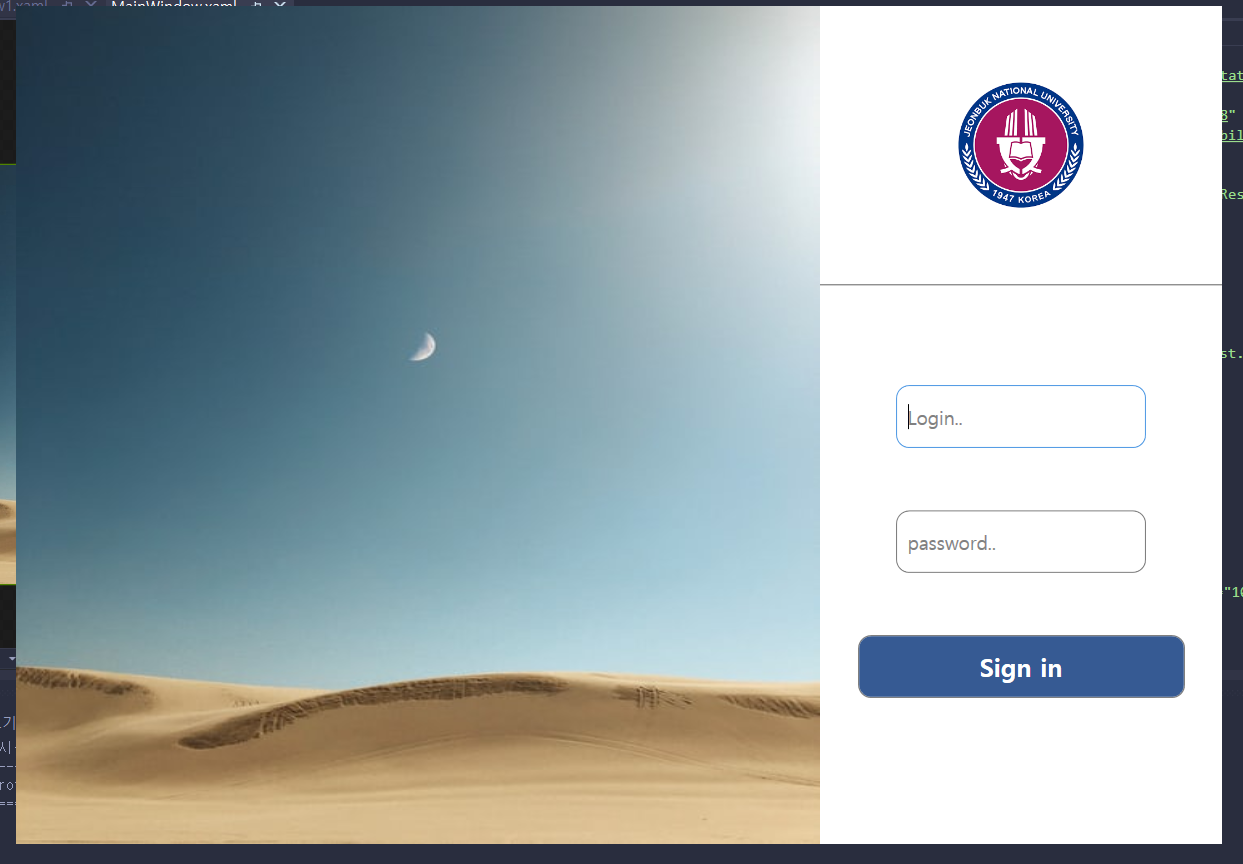 MainWindow.xaml
JEONBUK NATIONAL UNIVERSITY
1947 KOREA
Login..
password..
Sign in